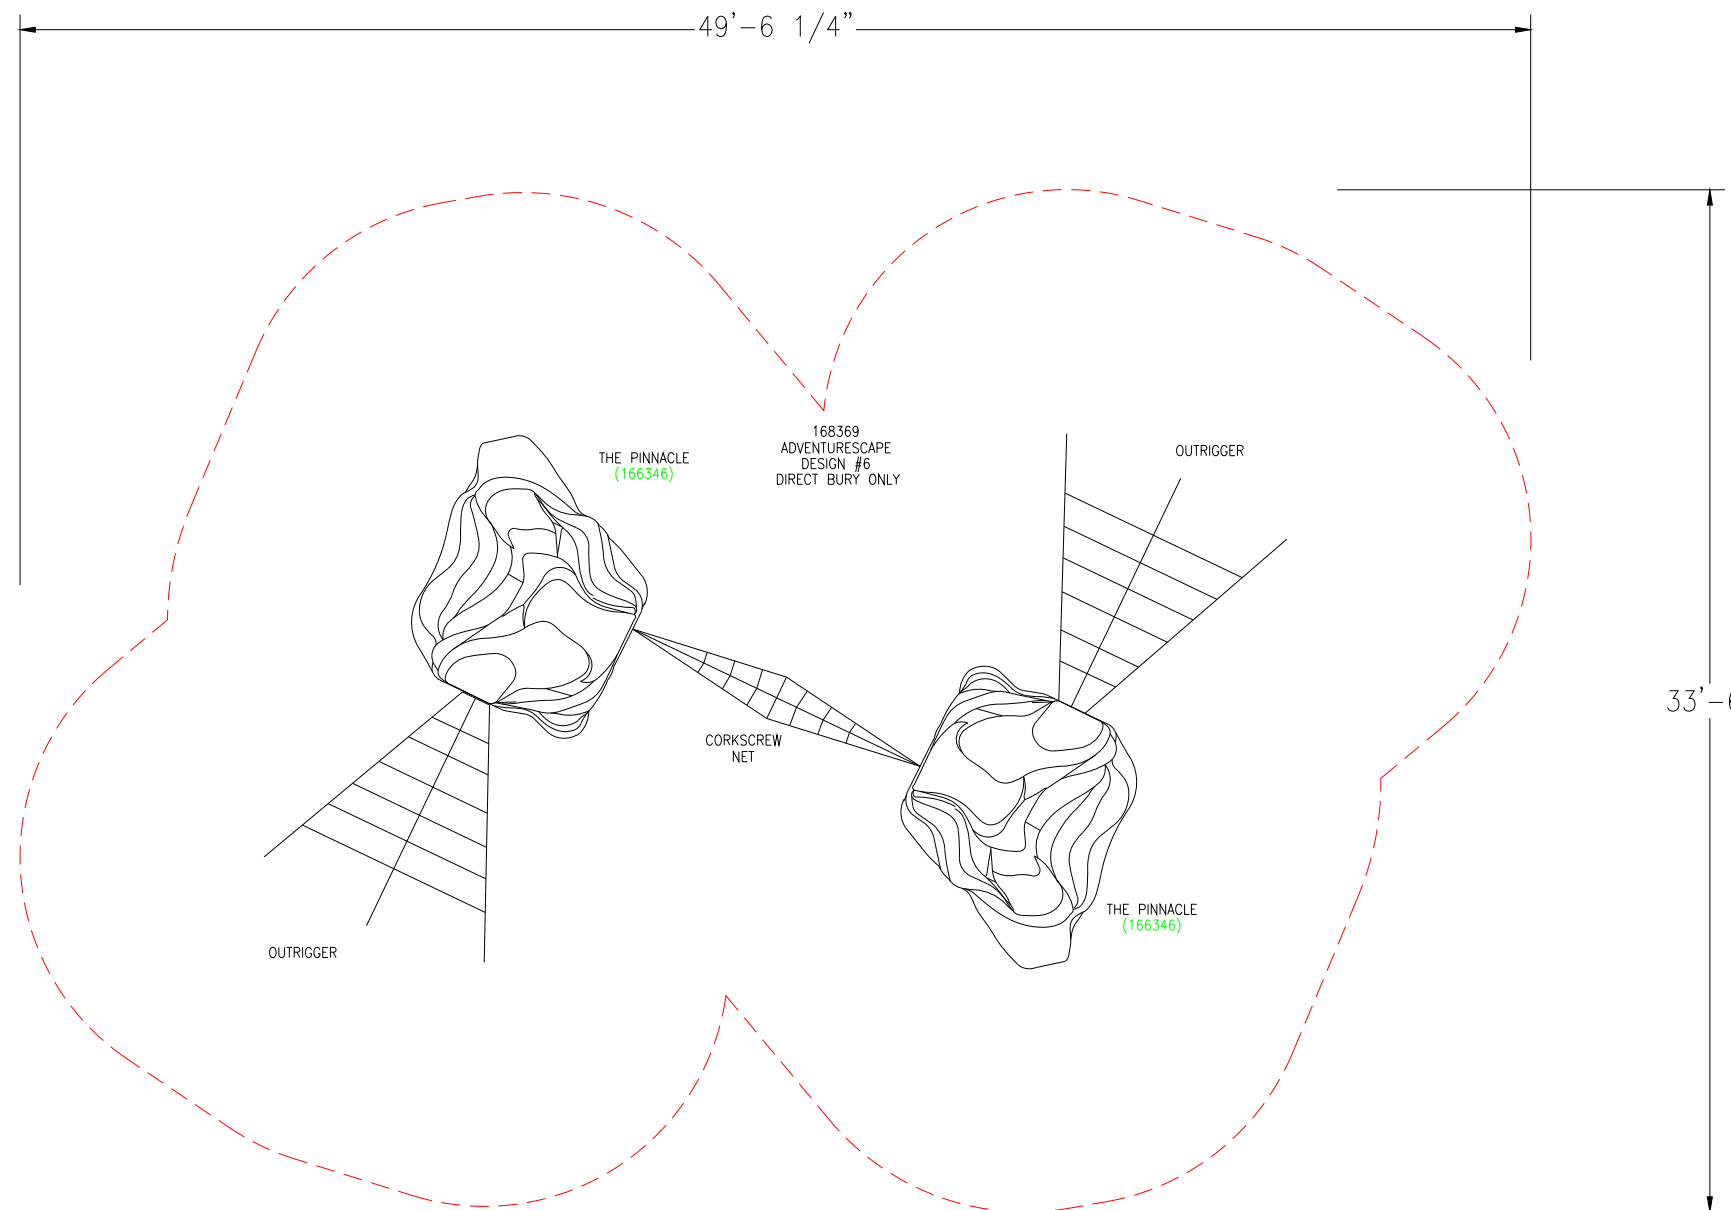 49'-6 1/4"
168369
ADVENTURESCAPE
DESIGN #6
DIRECT BURY ONLY
THE PINNACLE
(166346)
OUTRIGGER
33'-6
CORKSCREW
NET
THE PINNACLE
(166346)
OUTRIGGER